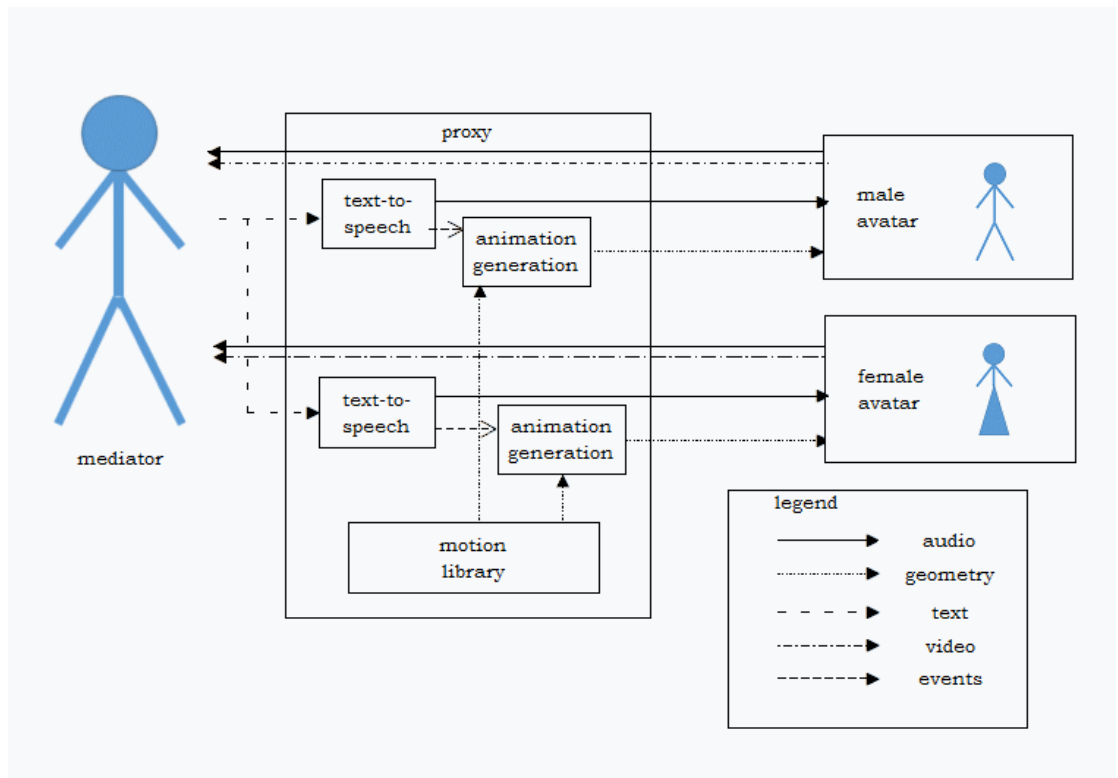 proxy
text-to-
speech
animation
generation
male
avatar
text-to-
speech
animation
generation
female
avatar
mediator
motion
library
legend
audio
geometry
text
video
events